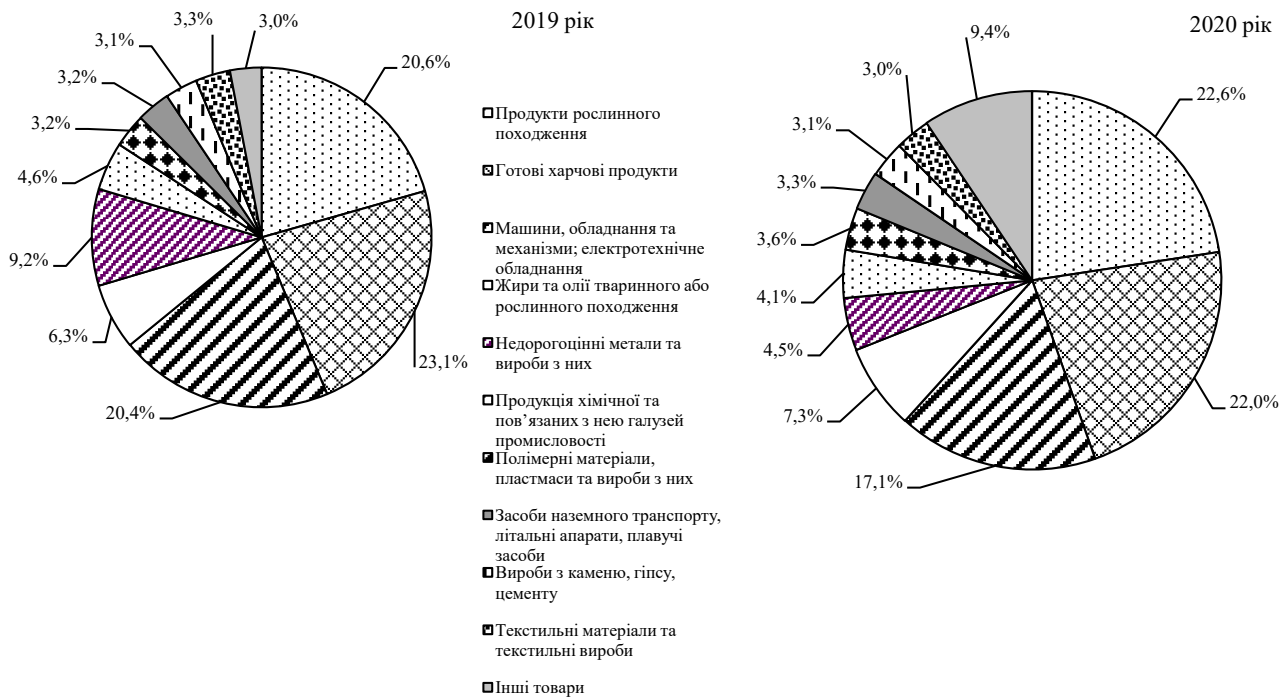 2019 рік
3,3%
3,0%
3,1%
20,6%
3,2%
3,2%
4,6%
9,2%
6,3%
20,4%
23,1%
Продукти рослинного
походження
Готові харчові продукти
Машини, обладнання та
механізми; електротехнічне
обладнання
Жири та олії тваринного або
рослинного походження
Недорогоцінні метали та
вироби з них
Продукція хімічної та
пов’язаних з нею галузей
промисловості
Полімерні матеріали,
пластмаси та вироби з них
Засоби наземного транспорту,
літальні апарати, плавучі
засоби
Вироби з каменю, гіпсу,
цементу
Текстильні матеріали та
текстильні вироби
Інші товари
2020 рік
9,4%
3,0%
22,6%
3,1%
3,3%
3,6%
4,1%
4,5%
7,3%
17,1%
22,0%